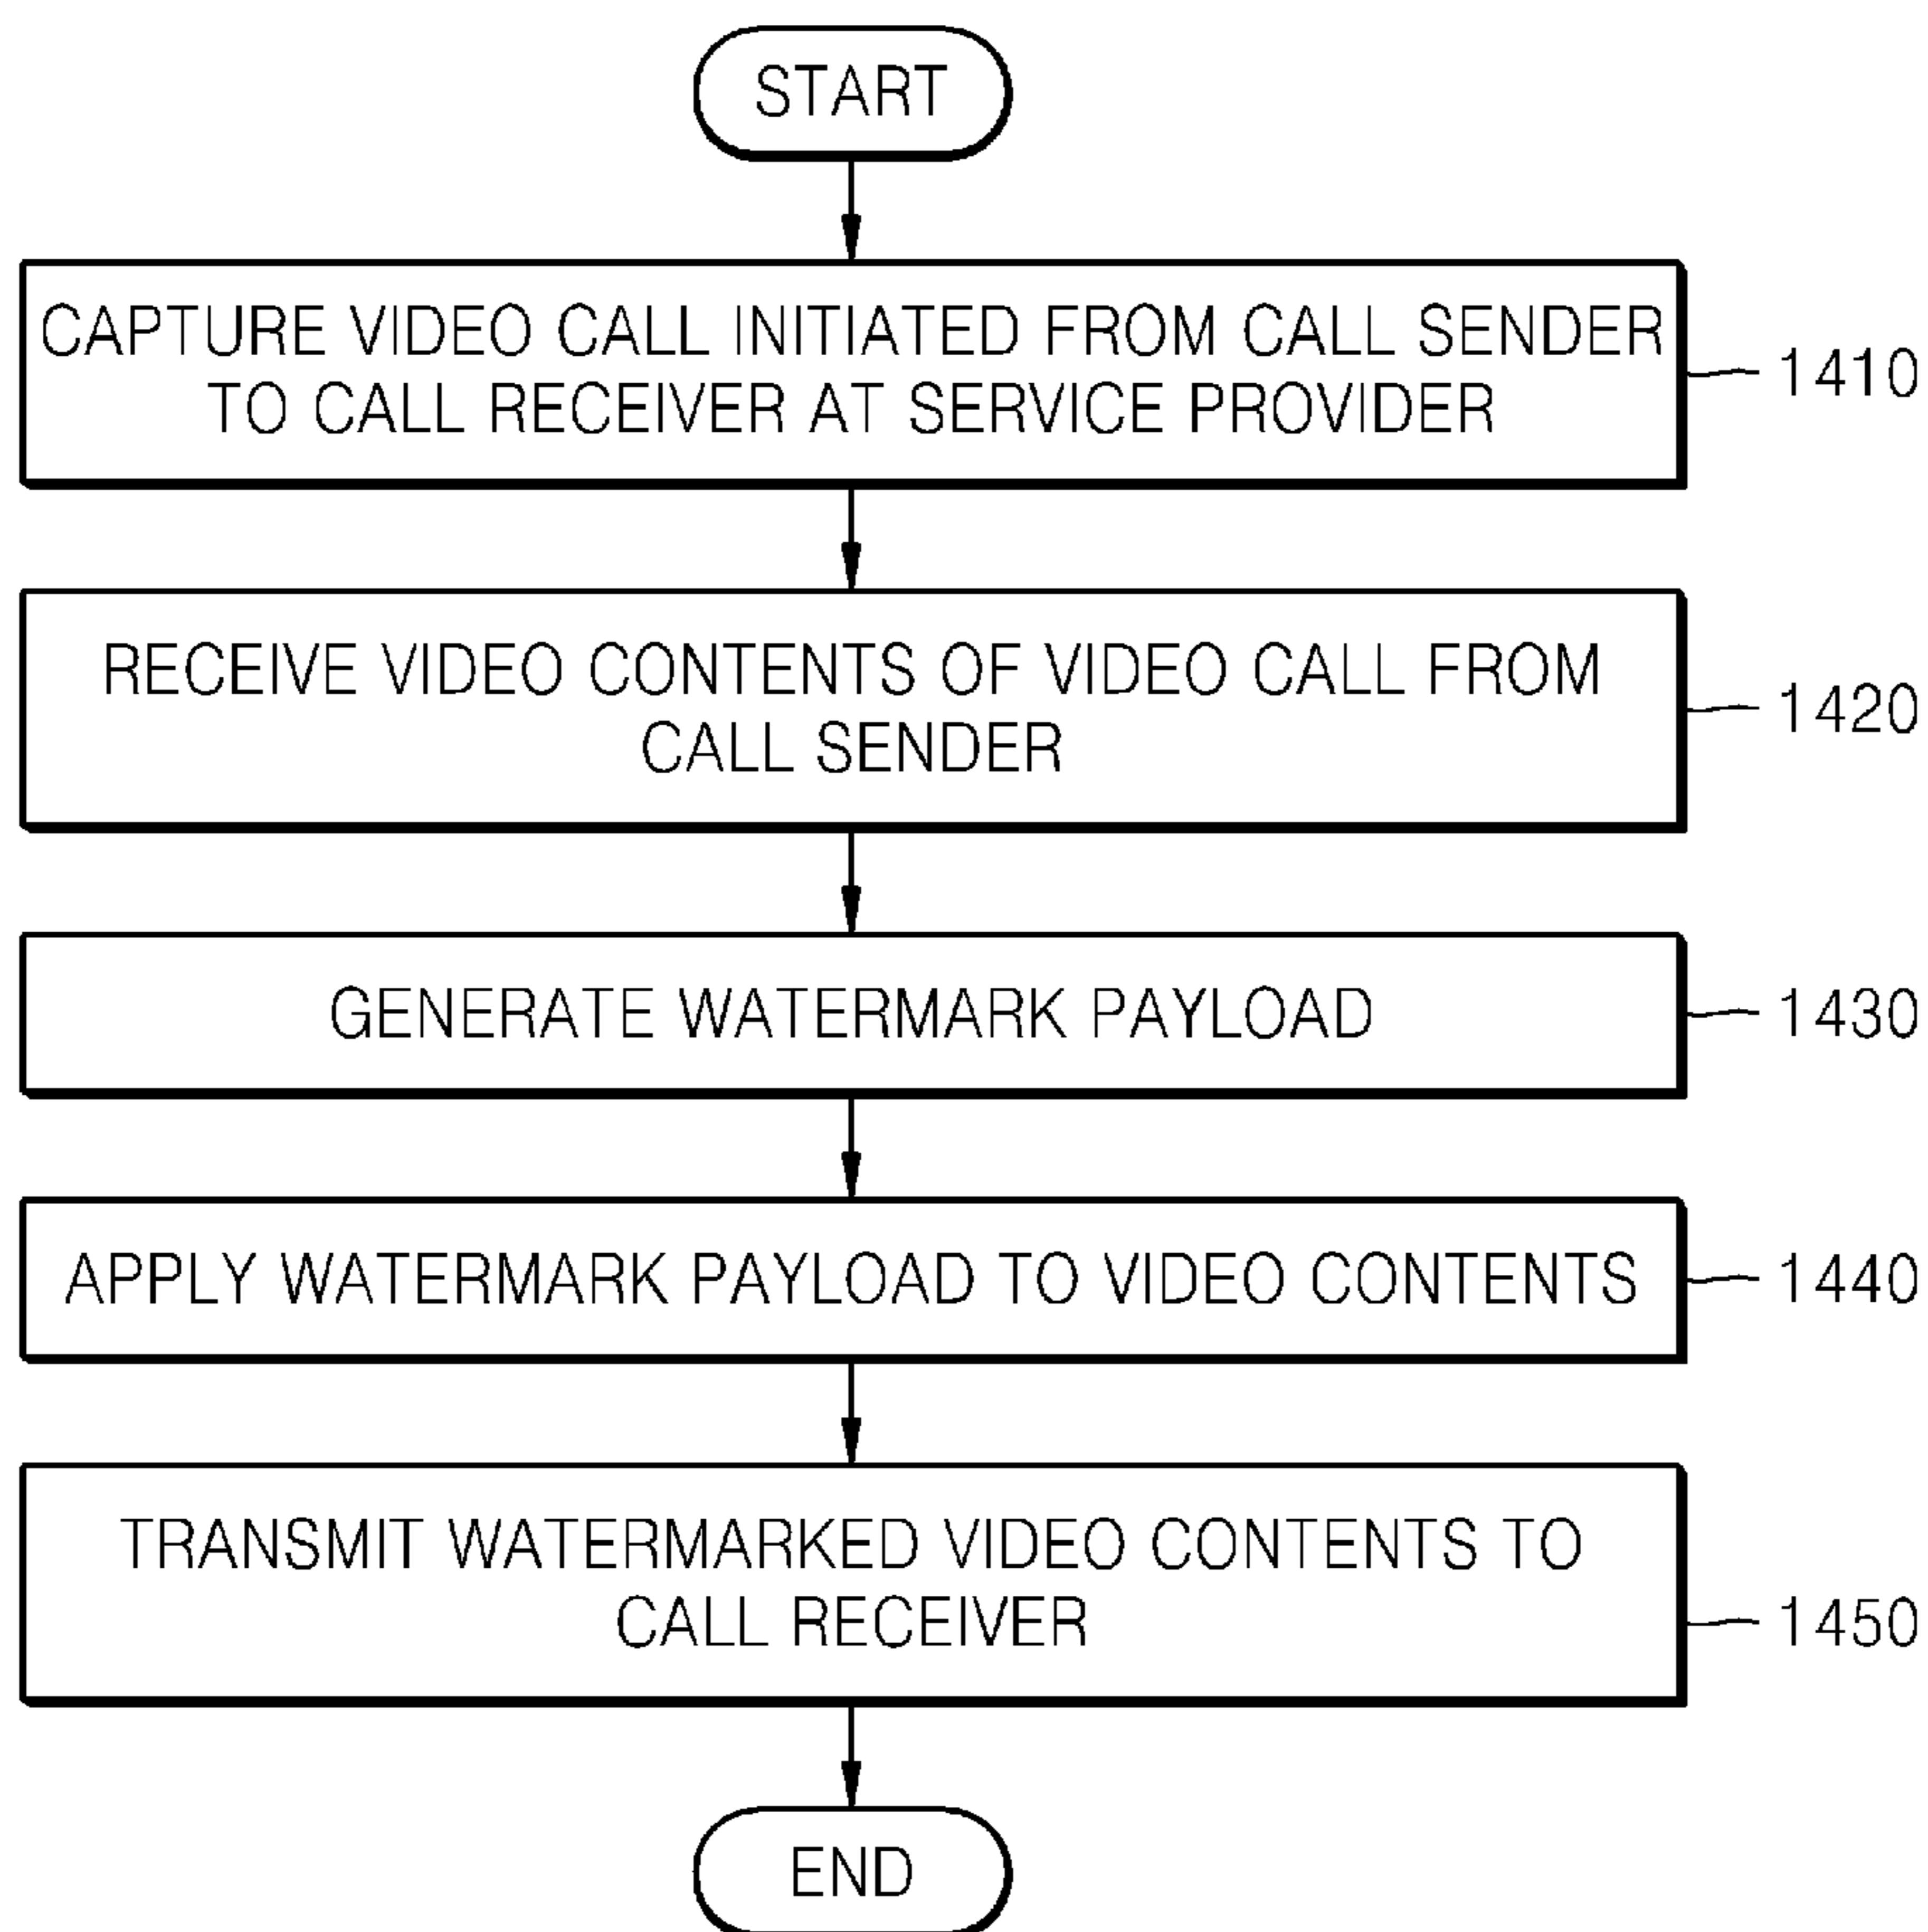 START
CAPTURE VIDEO CALL INITIATED FROM CALL SENDER
TO CALL RECEIVER AT SERVICE PROVIDER
1410
RECEIVE VIDEO CONTENTS OF VIDEO CALL FROM
CALL SENDER
1420
GENERATE WATERMARK PAYLOAD
1430
APPLY WATERMARK PAYLOAD TO VIDEO CONTENTS
1440
TRANSMIT WATERMARKED VIDEO CONTENTS TO
CALL RECEIVER
1450
END